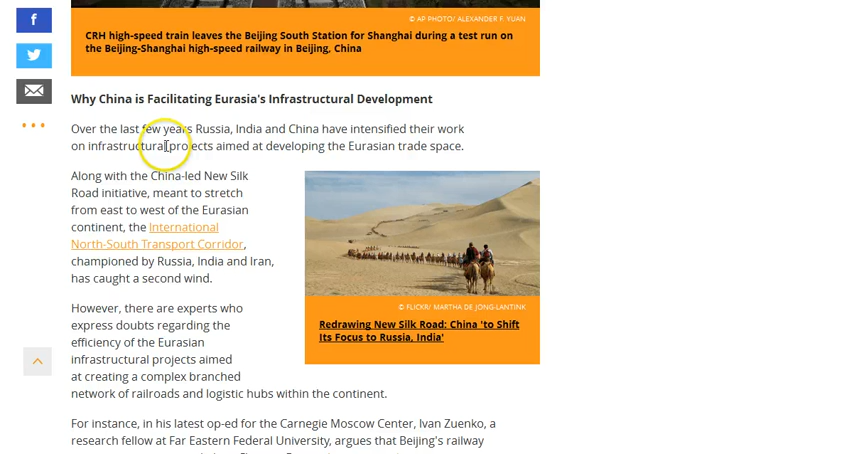 © AP PHOTO/ ALEXANDER F. YUAN
CRH high-speed train leaves the Beijing South Station for Shanghai during a test run on
the Beijing-Shanghai high-speed railway in Beijing, China
Why China is Facilitating Eurasia's Infrastructural Development
Over the last few years Russia, India and China have intensified their work
on infrastructural projects aimed at developing the Eurasian trade space.
Along with the China-led New Silk
Road initiative, meant to stretch
from east to west of the Eurasian
continent, the International
North-South Transport Corridor,
championed by Russia, India and Iran,
has caught a second wind.
© FLICKR/ MARTHA DE JONG-LANTINK
Redrawing New Silk Road: China 'to Shift
Its Focus to Russia, India'
However, there are experts who
express doubts regarding the
efficiency of the Eurasian
infrastructural projects aimed
at creating a complex branched
network of railroads and logistic hubs within the continent.
For instance, in his latest op-ed for the Carnegie Moscow Center, Ivan Zuenko, a
research fellow at Far Eastern Federal University, argues that Beijing's railway